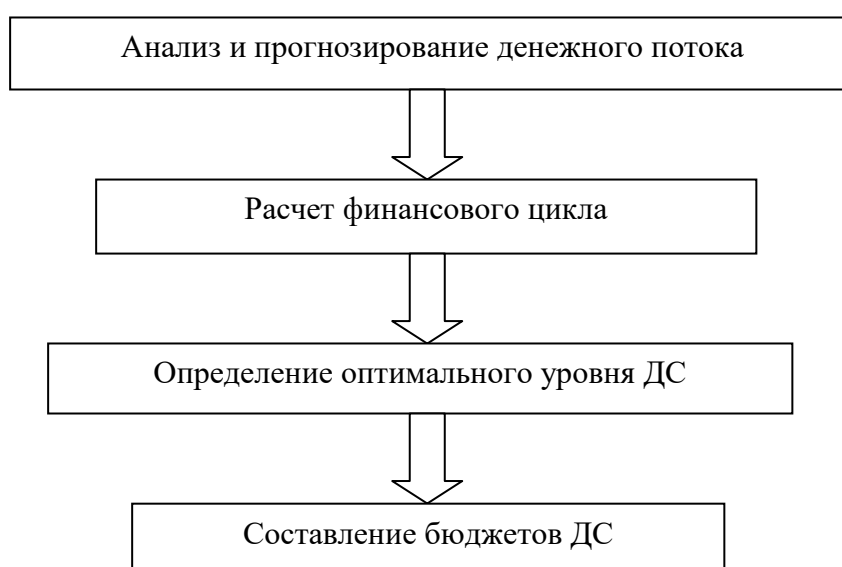 Анализ и прогнозирование денежного потока
Расчет финансового цикла
Определение оптимального уровня ДС
Составление бюджетов ДС